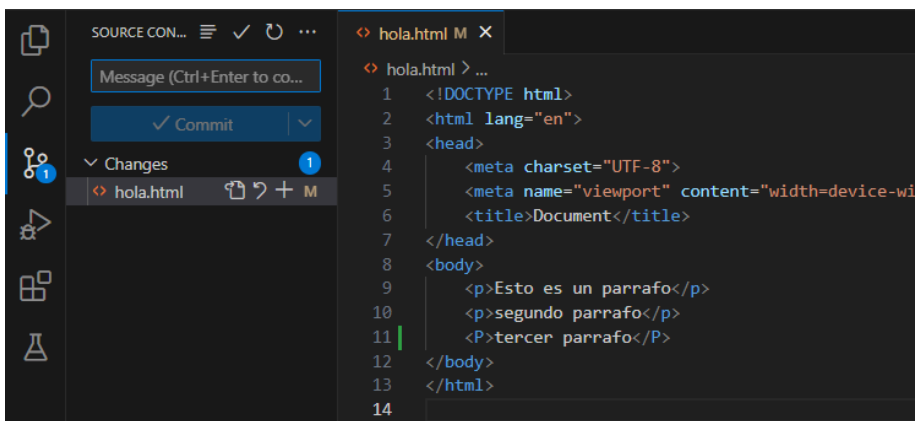 SOURCE CON...
Message (Ctrl+Enter to co...
Commit
Changes 1
hola.html M
1
hola.html M
hola.html > ...
1 <!DOCTYPE html>
2 <html lang="en">
3 <head>
4 <meta charset="UTF-8">
5 <meta name="viewport" content="width=device-wi
6 <title>Document</title>
7 </head>
8 <body>
9 <p>Esto es un parrafo</p>
10 <p>segundo parrafo</p>
11 <P>tercer parrafo</P>
12 </body>
13 </html>
14